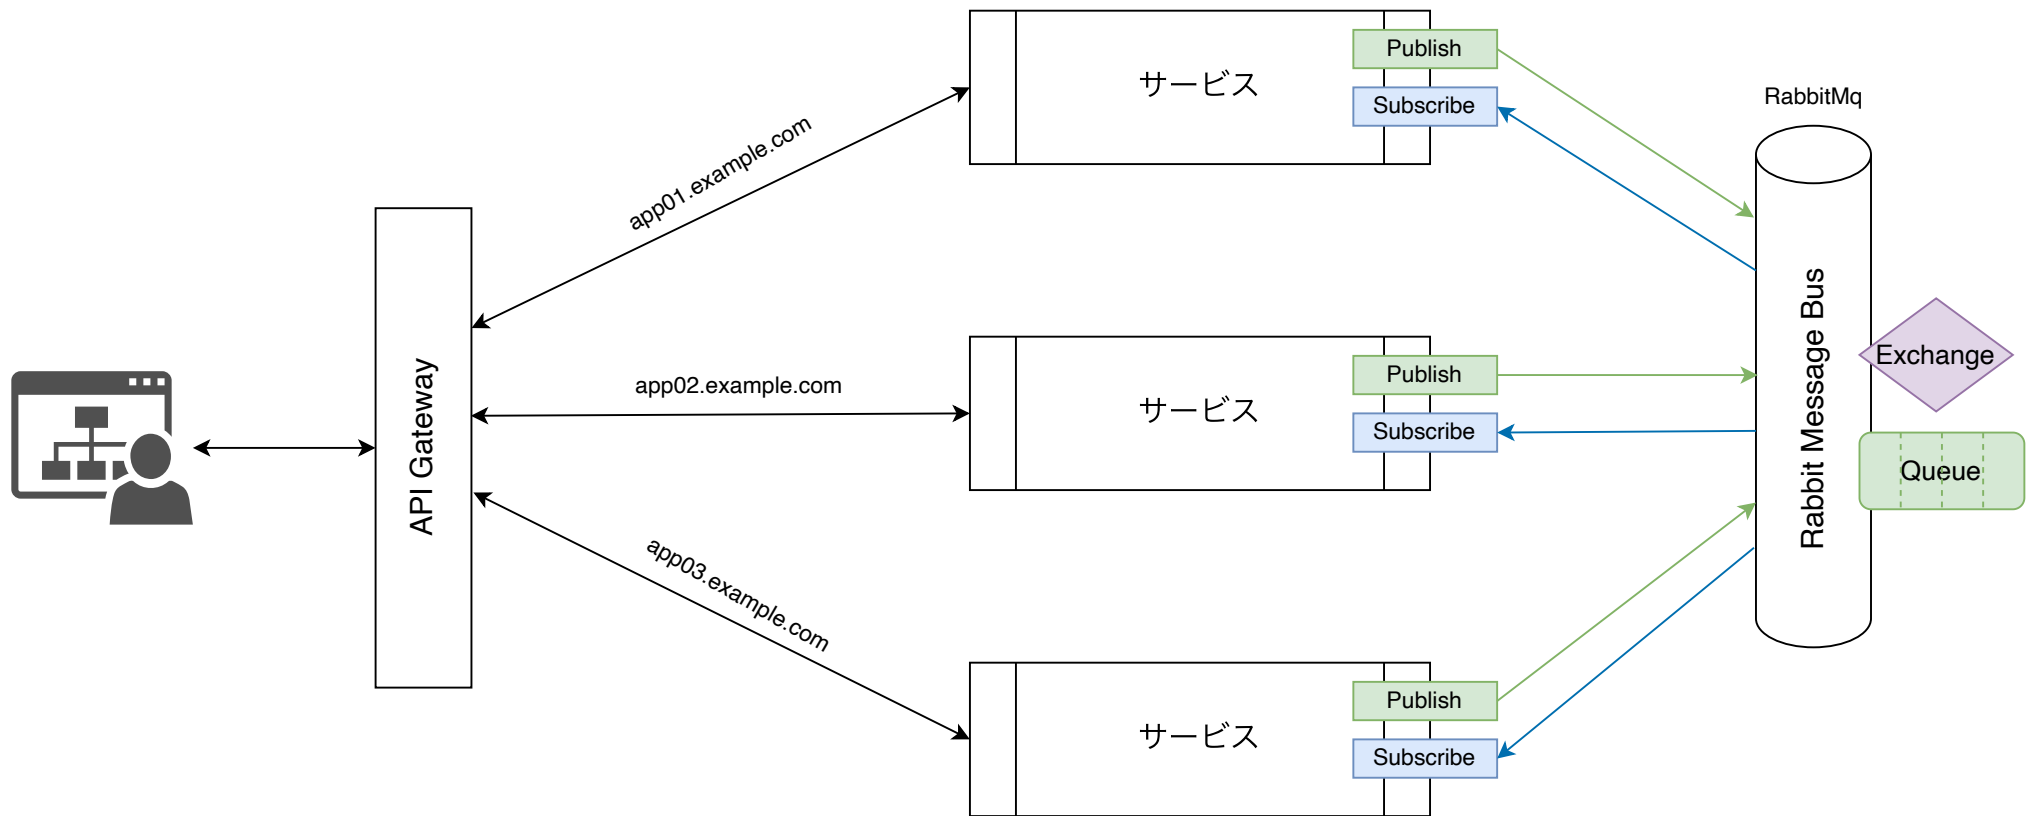 サービス
Publish
Subscribe
RabbitMq
app01.example.com
API Gateway
app02.example.com
サービス
Publish
Subscribe
Rabbit Message Bus
Exchange
Queue
app03.example.com
サービス
Publish
Subscribe